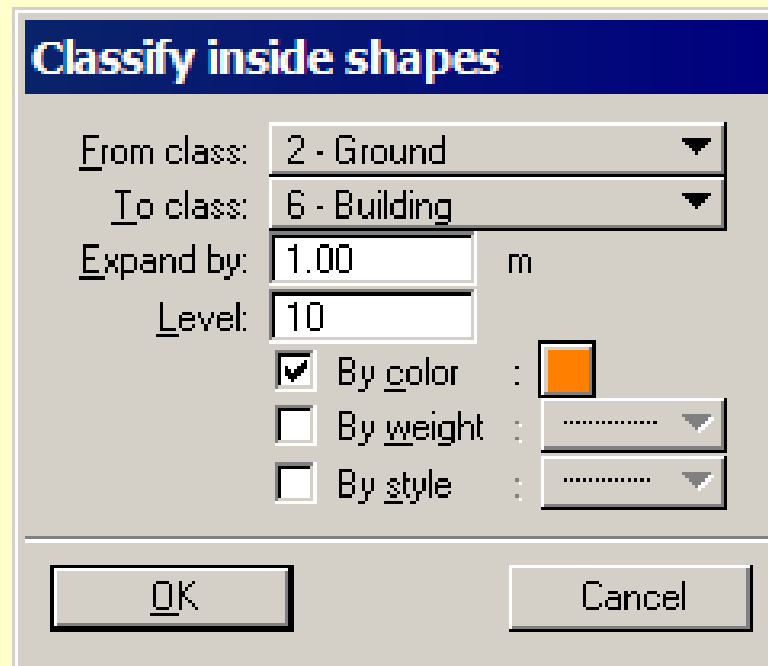 Classify inside shapes
From class: 2 - Ground
To class: 6 - Building
Expand by: 1.00 m
Level: 10
By color :
By weight :
By style :
OK Cancel